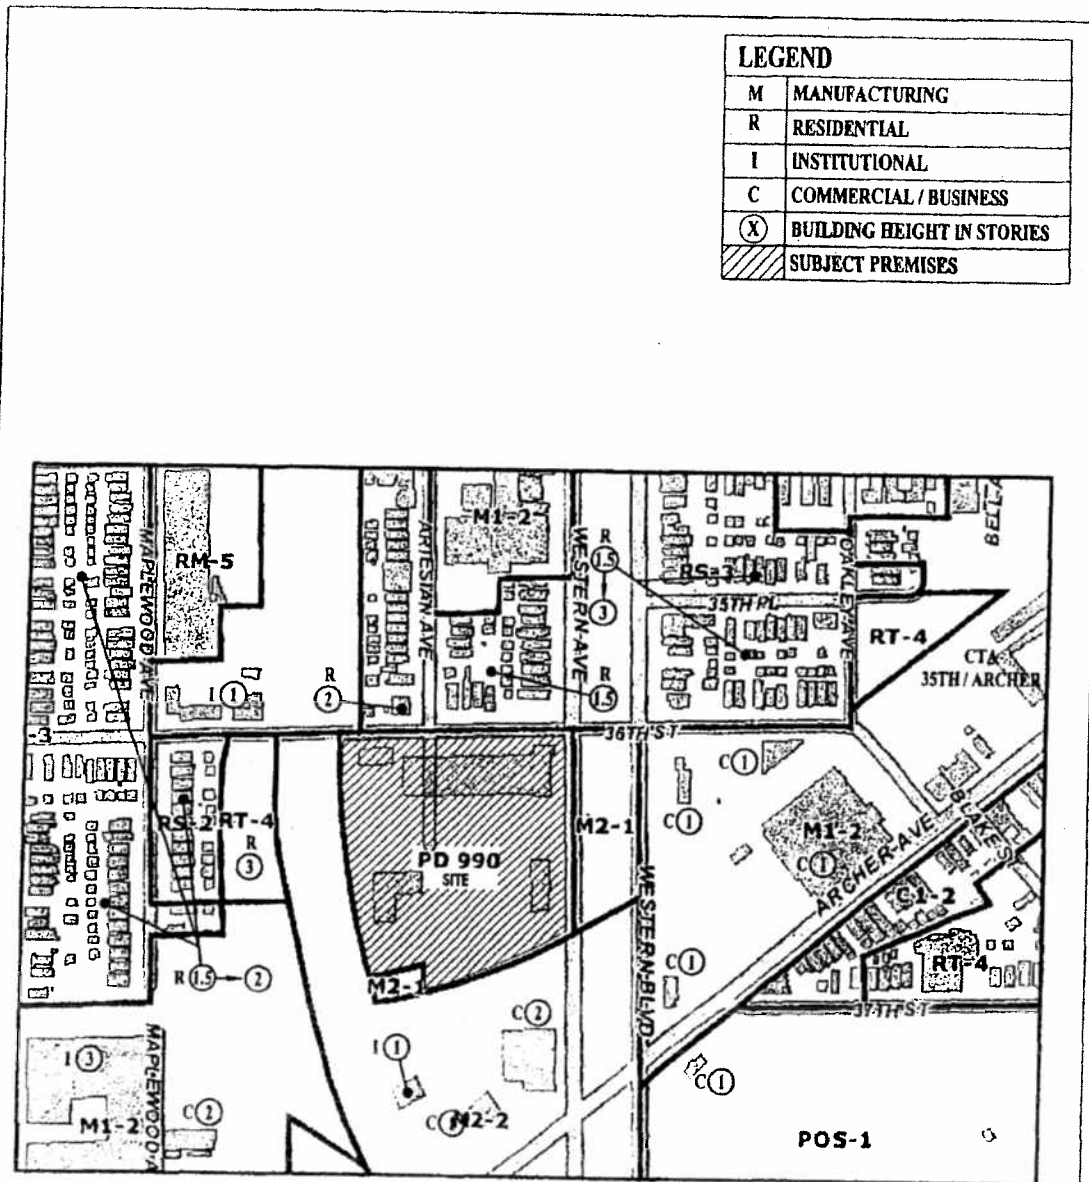 LEGEND
M MANUFACTURING
R RESIDENTIAL
I INSTITUTIONAL
C COMMERCIAL / BUSINESS
X BUILDING HEIGHT IN STORIES
SUBJECT PREMISES
MAPLEWOOD AVE
RM-5
ARTESIAN AVE
M1-2
WESTERN AVE
R
1.5
3
RS-3
35TH PL
OAKLEY AVE
RT-4
CTA
35TH / ARCHER
I 1
R
2
R
1.5
-3
36TH ST
RS-2
RT-4
R
3
PD 990
SITE
M2-1
C 1
C 1
M1-2
C 1
ARCHER AVE
BLAKE ST
C1-2
RT-4
37TH ST
WESTERN BLVD.
C 1
R 1.5 2
M2-1
I 3
M1-2
MAPLEWOOD A
C 2
C 2
I 1
M2-2
C 1
POS-1